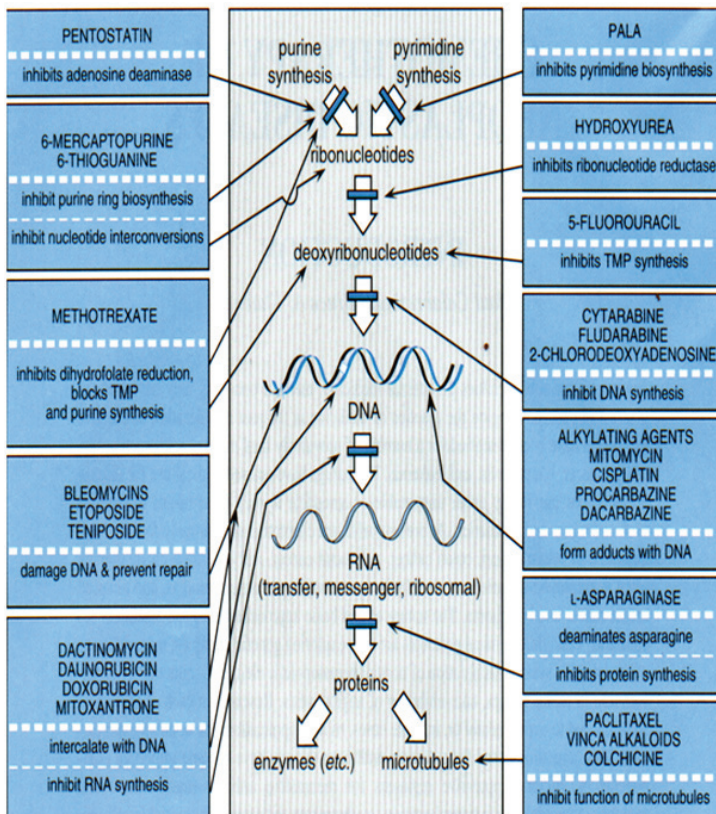 PENTOSTATIN
inhibits adenosine deaminase
6-MERCAPTOPURINE
6-THIOGUANINE
inhibit purine ring biosynthesis
inhibit nucleotide interconversions
METHOTREXATE
inhibits dihydrofolate reduction,
blocks TMP
and purine synthesis
BLEOMYCINS
ETOPOSIDE
TENIPOSIDE
damage DNA & prevent repair
DACTINOMYCIN
DAUNORUBICIN
DOXORUBICIN
MITOXANTRONE
intercalate with DNA
inhibit RNA synthesis
purine
synthesis
pyrimidine
synthesis
ribonucleotides
deoxyribonucleotides
DNA
RNA
(transfer, messenger, ribosomal)
proteins
enzymes (etc.)
microtubules
PALA
inhibits pyrimidine biosynthesis
HYDROXYUREA
inhibits ribonucleotide reductase
5-FLUOROURACIL
inhibits TMP synthesis
CYTARABINE
FLUDARABINE
2-CHLORODEOXYADENOSINE
inhibit DNA synthesis
ALKYLATING AGENTS
MITOMYCIN
CISPLATIN
PROCARBAZINE
DACARBAZINE
form adducts with DNA
L-ASPARAGINASE
deaminates asparagine
inhibits protein synthesis
PACLITAXEL
VINCA ALKALOIDS
COLCHICINE
inhibit function of microtubules